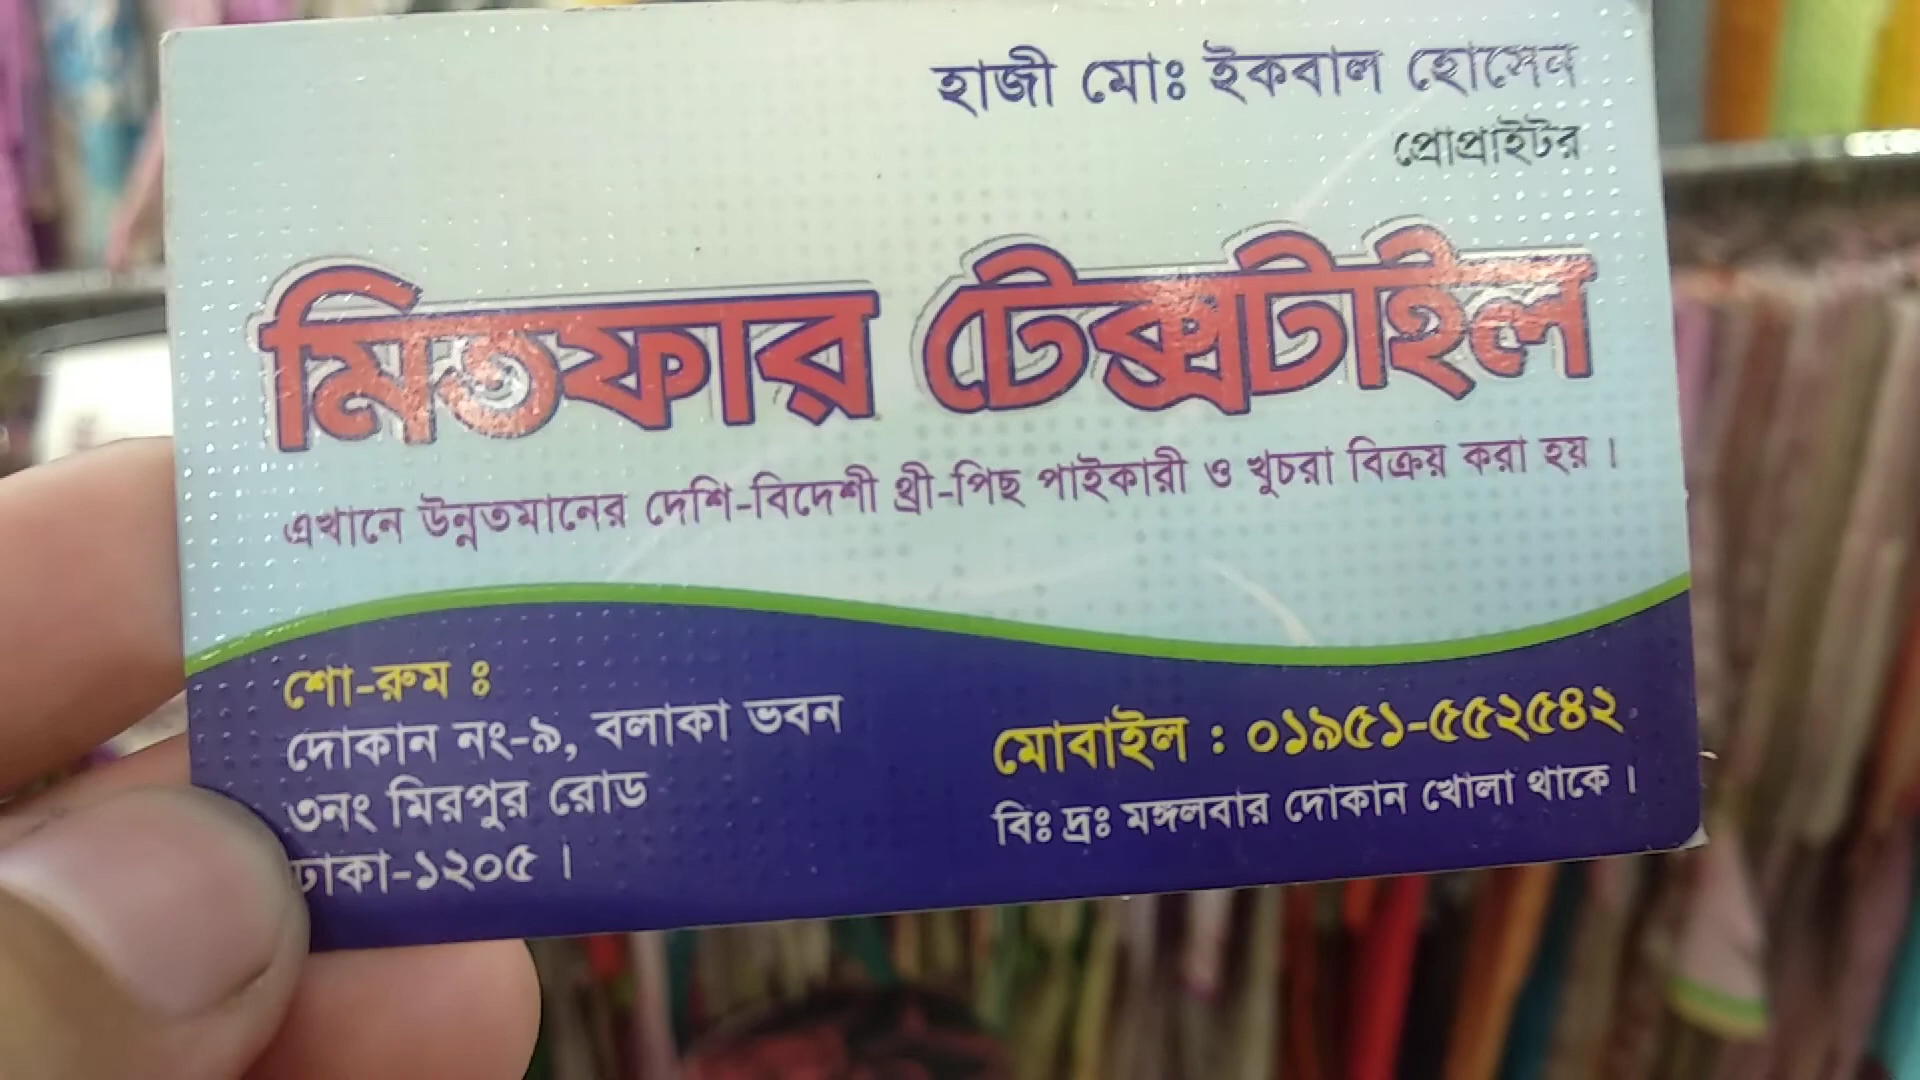 হাজী মোঃ ইকবাল হোসেন
প্রোপ্রাইটর
মিতফার টেক্সটাইল
এখানে উন্নতমানের দেশি-বিদেশী থ্রী-পিছ পাইকারী ও খুচরা বিক্রয় করা হয় ।
শো-রুম ঃ
দোকান নং-৯, বলাকা ভবন
৩নং মিরপুর রোড
ঢাকা-১২০৫ ।
মোবাইল : ০১৯৫১-৫৫২৫৪২
বিঃ দ্রঃ মঙ্গলবার দোকান খোলা থাকে ।